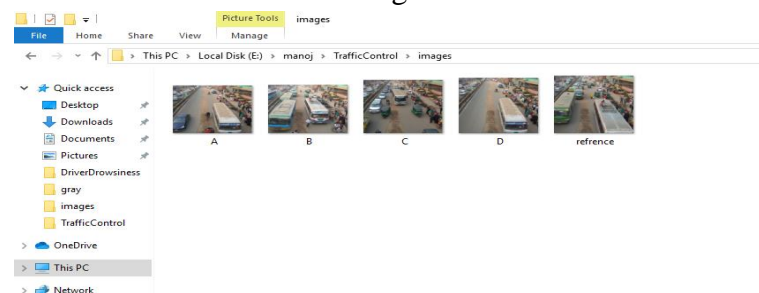 Picture Tools images
File Home Share View Manage
This PC > Local Disk (E:) > manoj > TrafficControl > images
Quick access
Desktop
Downloads
Documents
Pictures
DriverDrowsiness
gray
images
TrafficControl
OneDrive
This PC
Network
A B C D refrence